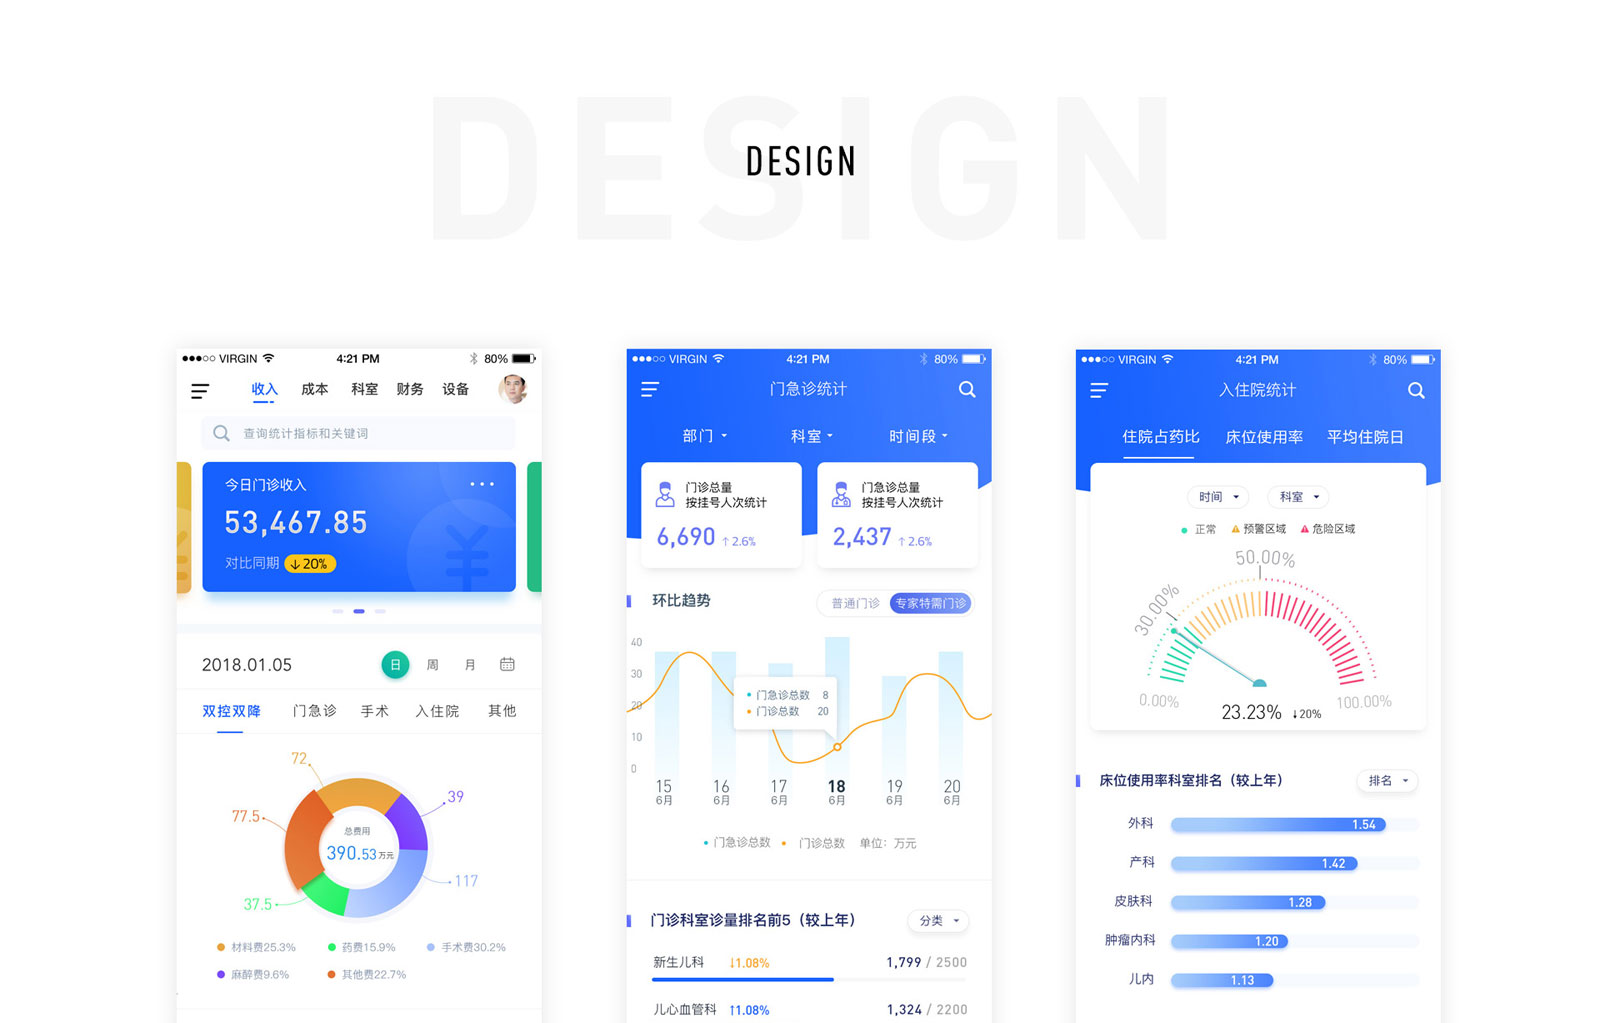 DESIGN
DESIGN
VIRGIN 4:21 PM 80%
收入 成本 科室 财务 设备
查询统计指标和关键词
今日门诊收入
53,467.85
对比同期 ↓20%
¥
2018.01.05 日 周 月
双控双降 门急诊 手术 入住院 其他
72
39
77.5
总费用
390.53万元
117
37.5
材料费25.3% 药费15.9% 手术费30.2%
麻醉费9.6% 其他费22.7%
VIRGIN 4:21 PM 80%
门急诊统计
部门 科室 时间段
门诊总量
按挂号人次统计
6,690 ↑2.6%
门急诊总量
按挂号人次统计
2,437 ↑2.6%
环比趋势 普通门诊 专家特需门诊
40
30
20
10
0
门急诊总数 8
门诊总数 20
15 16 17 18 19 20
6月 6月 6月 6月 6月 6月
门急诊总数 门诊总数 单位：万元
门诊科室诊量排名前5（较上年） 分类
新生儿科 ↓1.08% 1,799 / 2500
儿心血管科 ↑1.08% 1,324 / 2200
VIRGIN 4:21 PM 80%
入住院统计
住院占药比 床位使用率 平均住院日
时间 科室
正常 预警区域 危险区域
50.00%
30.00%
0.00%
100.00%
23.23% ↓20%
床位使用率科室排名（较上年） 排名
外科 1.54
产科 1.42
皮肤科 1.28
肿瘤内科 1.20
儿内 1.13